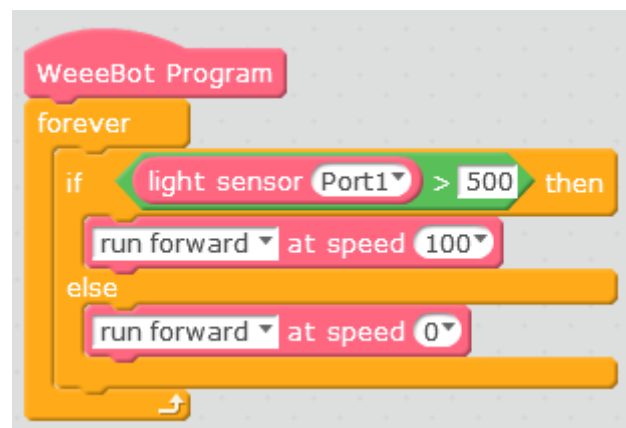 WeeeBot Program
forever
if light sensor Port1 > 500 then
run forward at speed 100
else
run forward at speed 0